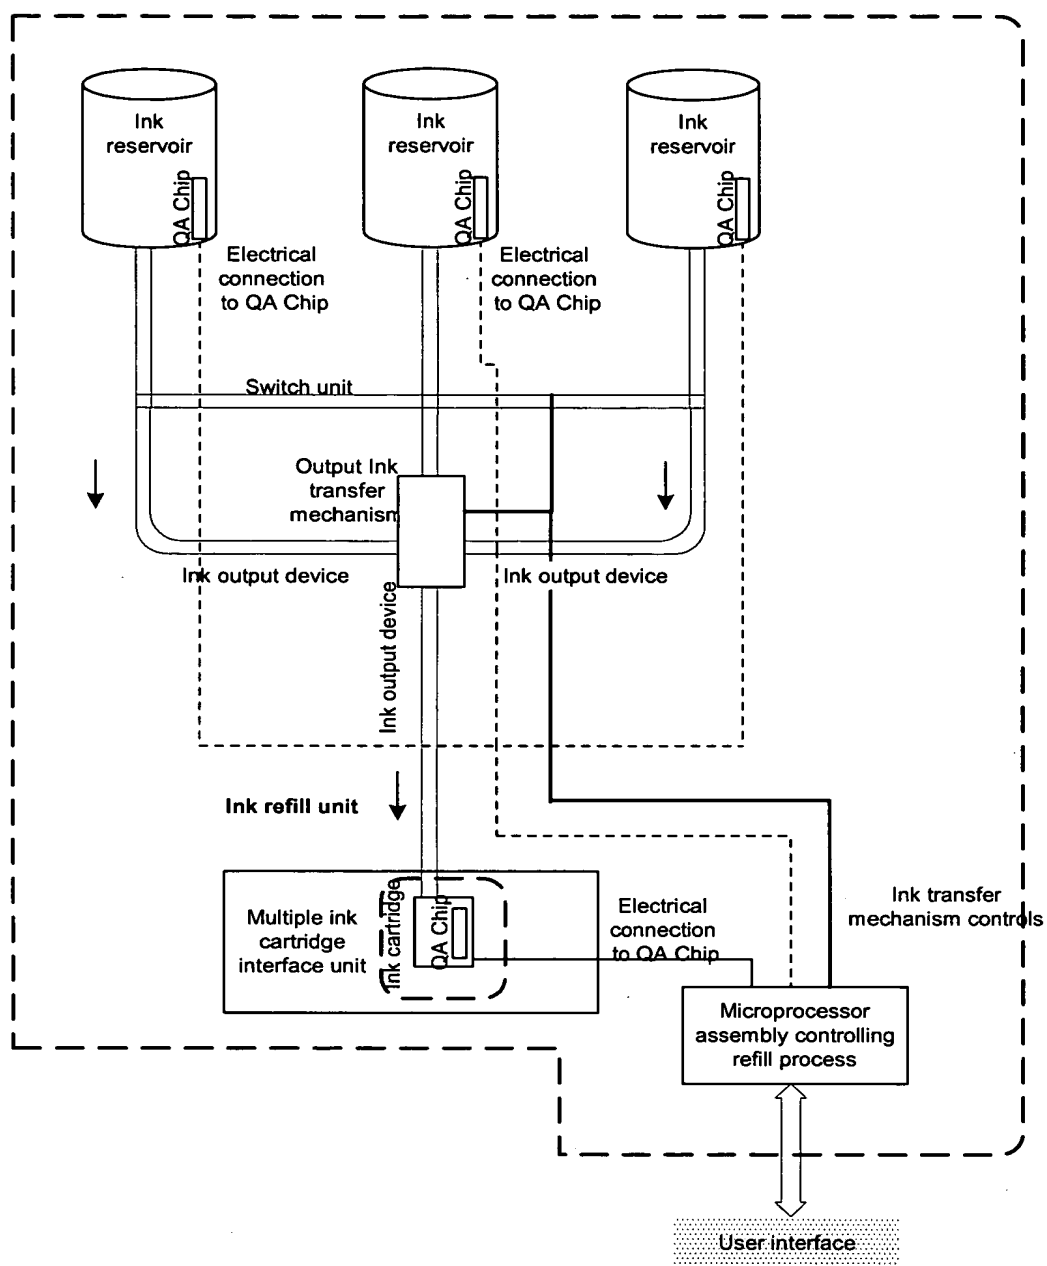 Ink
reservoir
QA Chip
Ink
reservoir
QA Chip
Ink
reservoir
QA Chip
Electrical
connection
to QA Chip
Electrical
connection
to QA Chip
Switch unit
Output Ink
transfer
mechanism
Ink output device
Ink output device
Ink output device
Ink refill unit
Multiple ink
cartridge
interface unit
Ink cartridge
QA Chip
Electrical
connection
to QA Chip
Ink transfer
mechanism controls
Microprocessor
assembly controlling
refill process
User interface